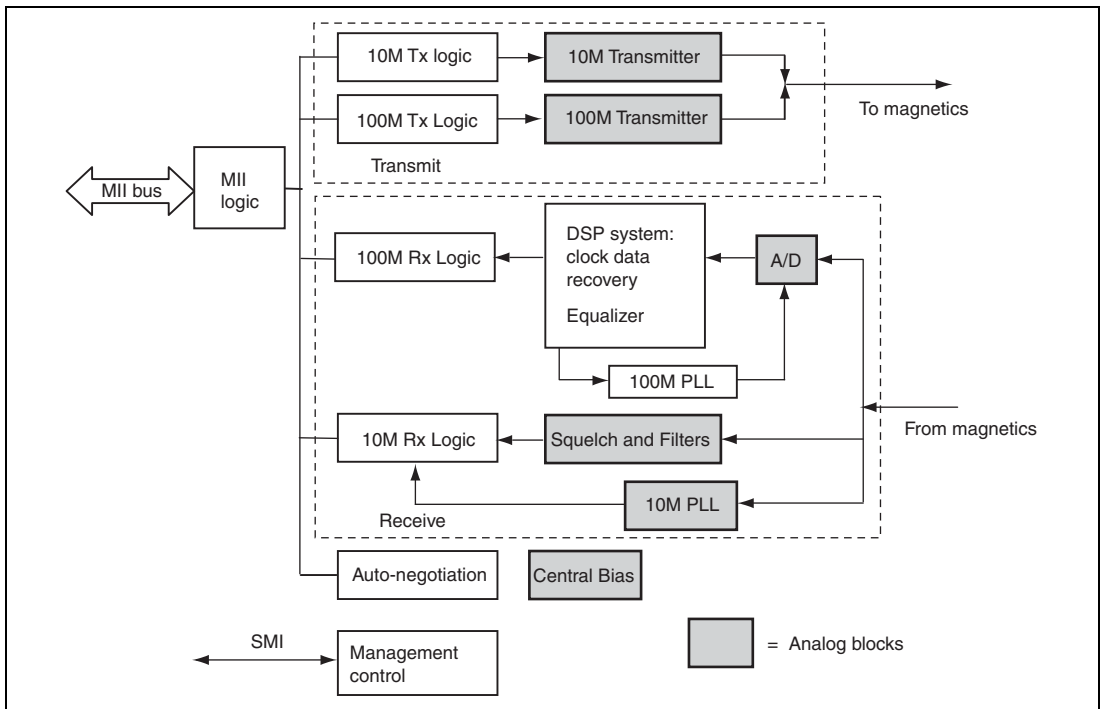 10M Tx logic
10M Transmitter
100M Tx Logic
100M Transmitter
To magnetics
Transmit
MII bus
MII
logic
DSP system:
clock data
recovery
Equalizer
100M Rx Logic
A/D
100M PLL
From magnetics
10M Rx Logic
Squelch and Filters
10M PLL
Receive
Auto-negotiation
Central Bias
SMI
Management
control
= Analog blocks